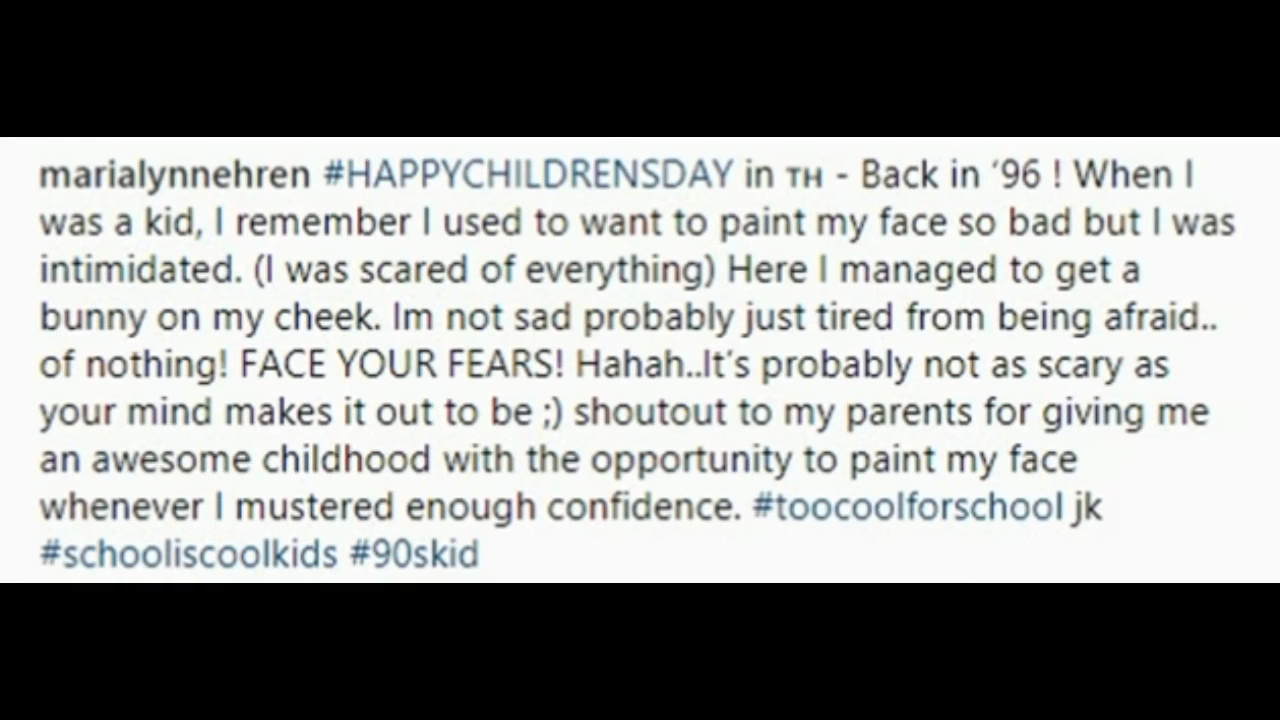 marialynnehren #HAPPYCHILDRENSDAY in TH - Back in ‘96 ! When I
was a kid, I remember I used to want to paint my face so bad but I was
intimidated. (I was scared of everything) Here I managed to get a
bunny on my cheek. Im not sad probably just tired from being afraid..
of nothing! FACE YOUR FEARS! Hahah..It’s probably not as scary as
your mind makes it out to be ;) shoutout to my parents for giving me
an awesome childhood with the opportunity to paint my face
whenever I mustered enough confidence. #toocoolforschool jk
#schooliscoolkids #90skid